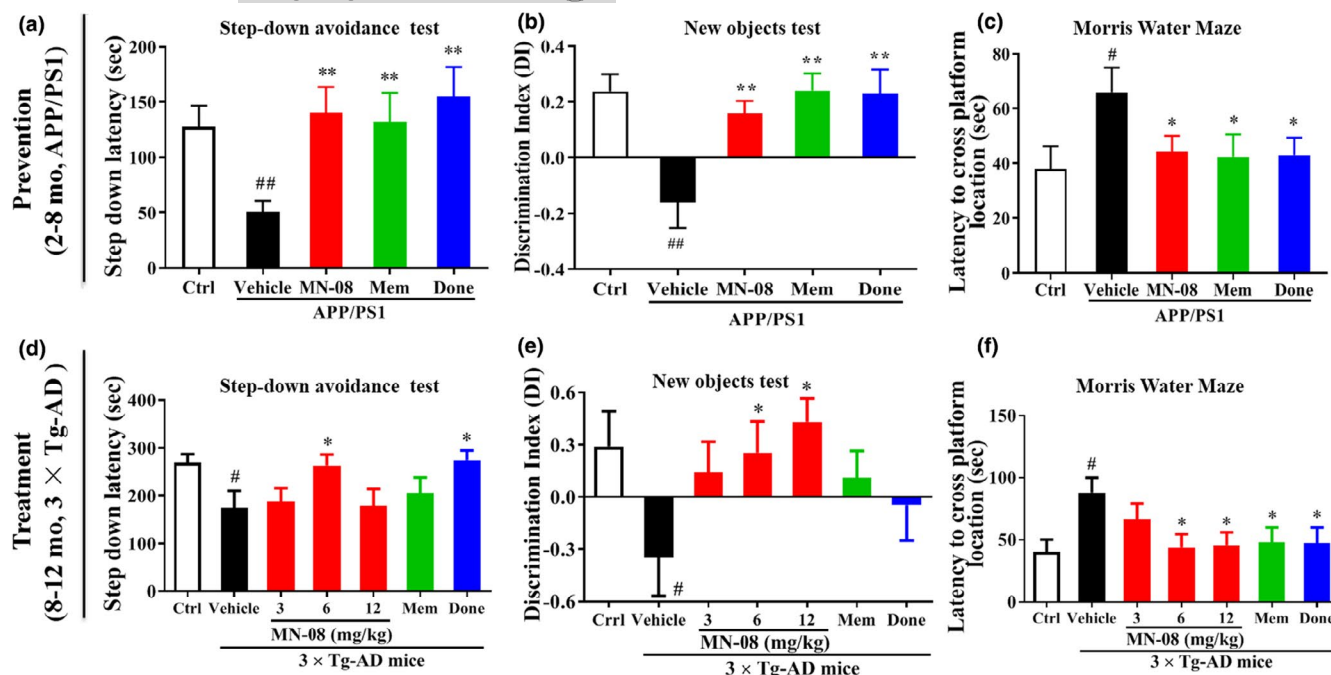 (a)
Step-down avoidance test
Prevention
(2-8 mo, APP/PS1)
Step down latency (sec)
200
150
100
50
0
**
**
**
##
Ctrl Vehicle MN-08 Mem Done
APP/PS1
(b)
New objects test
Discrimination Index (DI)
0.4
0.2
0.0
-0.2
-0.4
**
**
**
##
Ctrl Vehicle MN-08 Mem Done
APP/PS1
(c)
Morris Water Maze
Latency to cross platform
location (sec)
80
60
40
20
0
#
*
*
*
Ctrl Vehicle MN-08 Mem Done
APP/PS1
(d)
Step-down avoidance test
Treatment
(8-12 mo, 3 × Tg-AD )
Step down latency (sec)
400
300
200
100
0
#
*
*
Ctrl Vehicle 3 6 12 Mem Done
MN-08 (mg/kg)
3 × Tg-AD mice
(e)
New objects test
Discrimination Index (DI)
0.6
0.3
0.0
-0.3
-0.6
*
*
#
Crrl Vehicle 3 6 12 Mem Done
MN-08 (mg/kg)
3 × Tg-AD mice
(f)
Morris Water Maze
Latency to cross platform
location (sec)
150
100
50
0
#
*
*
*
*
Ctrl Vehicle 3 6 12 Mem Done
MN-08 (mg/kg)
3 × Tg-AD mice